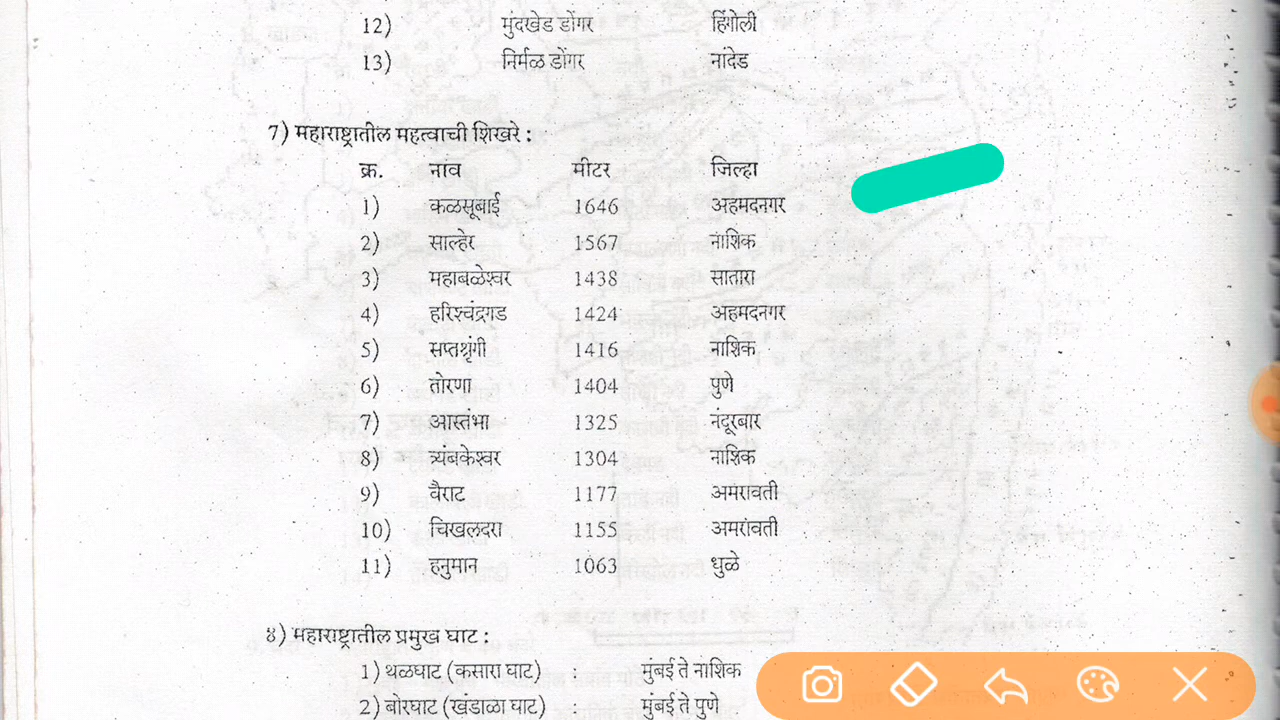 12) मुंदखेड डोंगर हिंगोली
13) निर्मळ डोंगर नांदेड
7) महाराष्ट्रातील महत्वाची शिखरे :
क्र. नांव मीटर जिल्हा
1) कळसूबाई 1646 अहमदनगर
2) साल्हेर 1567 नाशिक
3) महाबळेश्वर 1438 सातारा
4) हरिश्चंद्रगड 1424 अहमदनगर
5) सप्तश्रृंगी 1416 नाशिक
6) तोरणा 1404 पुणे
7) आस्तंभा 1325 नंदूरबार
8) त्र्यंबकेश्वर 1304 नाशिक
9) वैराट 1177 अमरावती
10) चिखलदरा 1155 अमरांवती
11) हनुमान 1063 धुळे
8) महाराष्ट्रातील प्रमुख घाट :
1) थळघाट (कसारा घाट) : मुंबई ते नाशिक
2) बोरघाट (खंडाळा घाट) : मुंबई ते पुणे